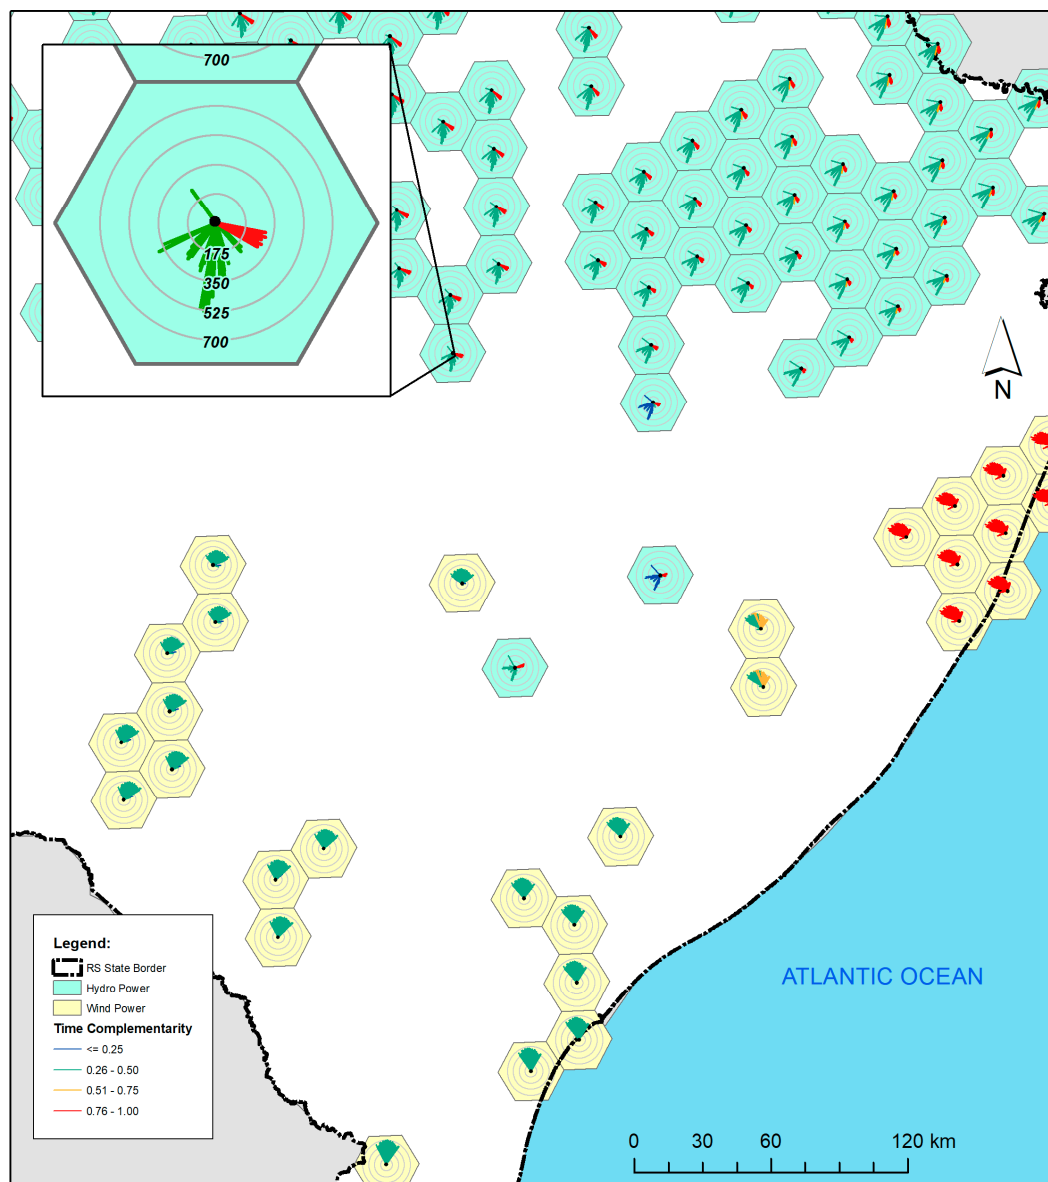 700
175
350
525
700
N
ATLANTIC OCEAN
Legend:
RS State Border
Hydro Power
Wind Power
Time Complementarity
<= 0.25
0.26 - 0.50
0.51 - 0.75
0.76 - 1.00
0 30 60 120 km